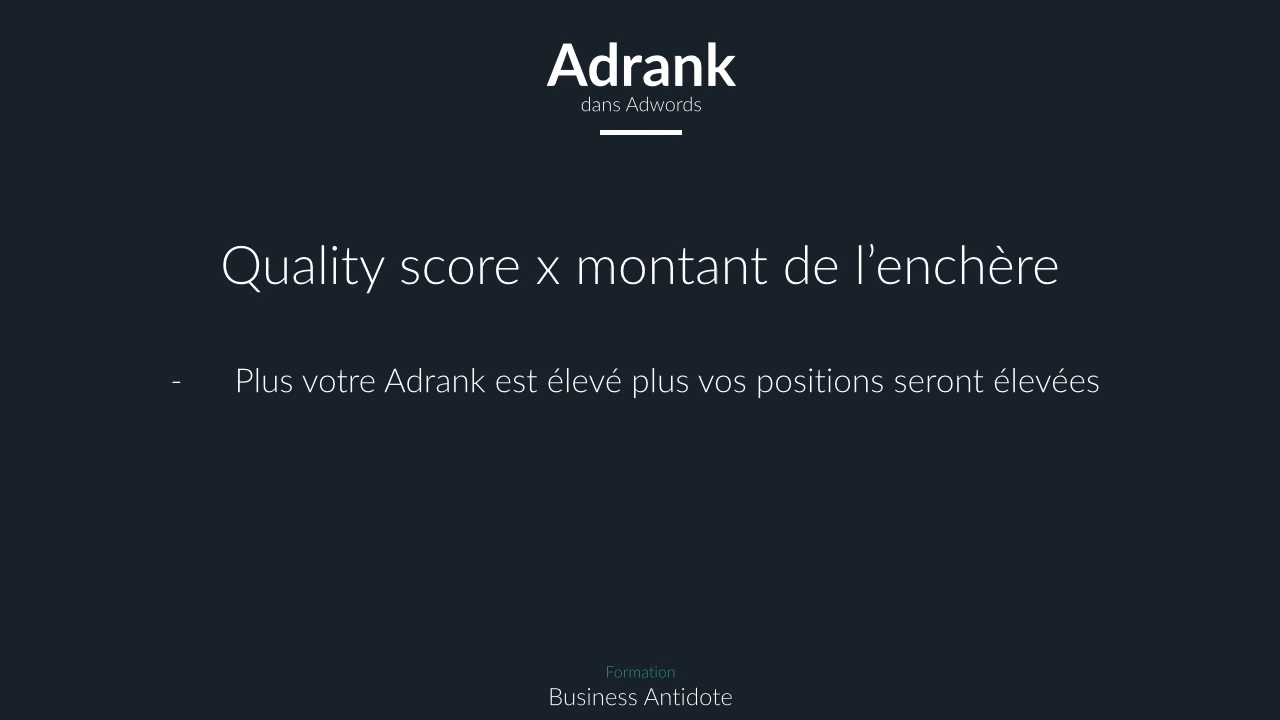 Adrank
dans Adwords
Quality score x montant de l’enchère
- Plus votre Adrank est élevé plus vos positions seront élevées
Formation
Business Antidote